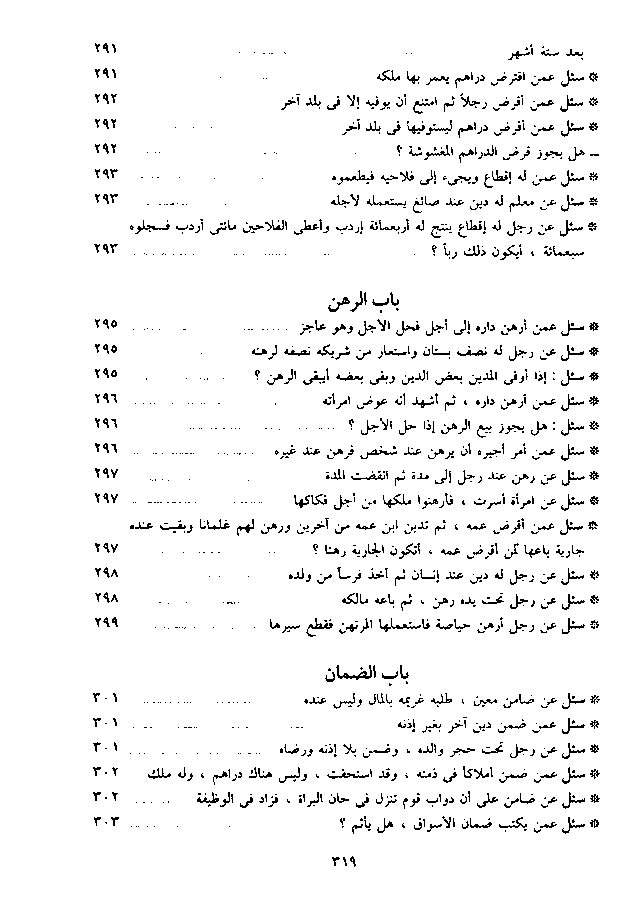 بعد ستة أشهر ٢٩١
* سئل عمن اقترض دراهم يعمر بها ملكه ٢٩١
* سئل عمن أقرض رجلاً ثم امتنع أن يوفيه إلا فى بلد آخر ٢٩٢
* سئل عمن أقرض دراهم ليستوفيها فى بلد آخر ٢٩٢
ــ هل يجوز قرض الدراهم المغشوشة ؟ ٢٩٢
* سئل عمن له إقطاع ويجىء إلى فلاحيه فيطعموه ٢٩٣
* سئل عن معلم له دين عند صائغ يستعمله لأجله ٢٩٣
* سئل عن رجل له إقطاع ينتج له أربعمائة إردب وأعطى الفلاحين مائتى أردب فسجلوه
سبعمائة ، أيكون ذلك رباً ؟ ٢٩٣
باب الرهن
* سئل عمن أرهن داره إلى أجل فحل الأجل وهو عاجز ٢٩٥
* سئل عن رجل له نصف بستان واستعار من شريكه نصفه لرهنه ٢٩٥
* سئل : إذا أوفى المدين بعض الدين وبقى بعضه أيبقى الرهن ؟ ٢٩٥
* سئل عمن أرهن داره ، ثم أشهد أنه عوض امرأته ٢٩٦
* سئل : هل يجوز بيع الرهن إذا حل الأجل ؟ ٢٩٦
* سئل عمن أمر أجيره أن يرهن عند شخص فرهن عند غيره ٢٩٦
* سئل عن رهن عند رجل إلى مدة ثم انقضت المدة ٢٩٧
* سئل عن امرأة أسرت ، فأرهنوا ملكها من أجل فكاكها ٢٩٧
* سئل عمن أقرض عمه ، ثم تدين ابن عمه من آخرين ورهن لهم غلمانا وبقيت عنده
جارية باعها لمن أقرض عمه ، أتكون الجارية رهنا ؟ ٢٩٧
* سئل عن رجل له دين عند إنسان ثم أخذ فرساً من ولده ٢٩٨
* سئل عن رجل تحت يده رهن ، ثم باعه مالكه ٢٩٨
* سئل عن رجل أرهن حياصة فاستعملها المرتهن فقطع سيرها ٢٩٩
باب الضمان
* سئل عن ضامن معين ، طلبه غريمه بالمال وليس عنده ٣٠١
* سئل عمن ضمن دين آخر بغير إذنه ٣٠١
* سئل عن رجل تحت حجر والده ، وضمن بلا إذنه ورضاه ٣٠١
* سئل عمن ضمن أملاكاً فى ذمته ، وقد استحقت ، وليس هناك دراهم ، وله ملك ٣٠٢
* سئل عن ضامن على أن دواب قوم تنزل فى خان البراة ، فزاد فى الوظيفة ٣٠٢
* سئل عمن يكتب ضمان الأسواق ، هل يأثم ؟ ٣٠٣
٣١٩